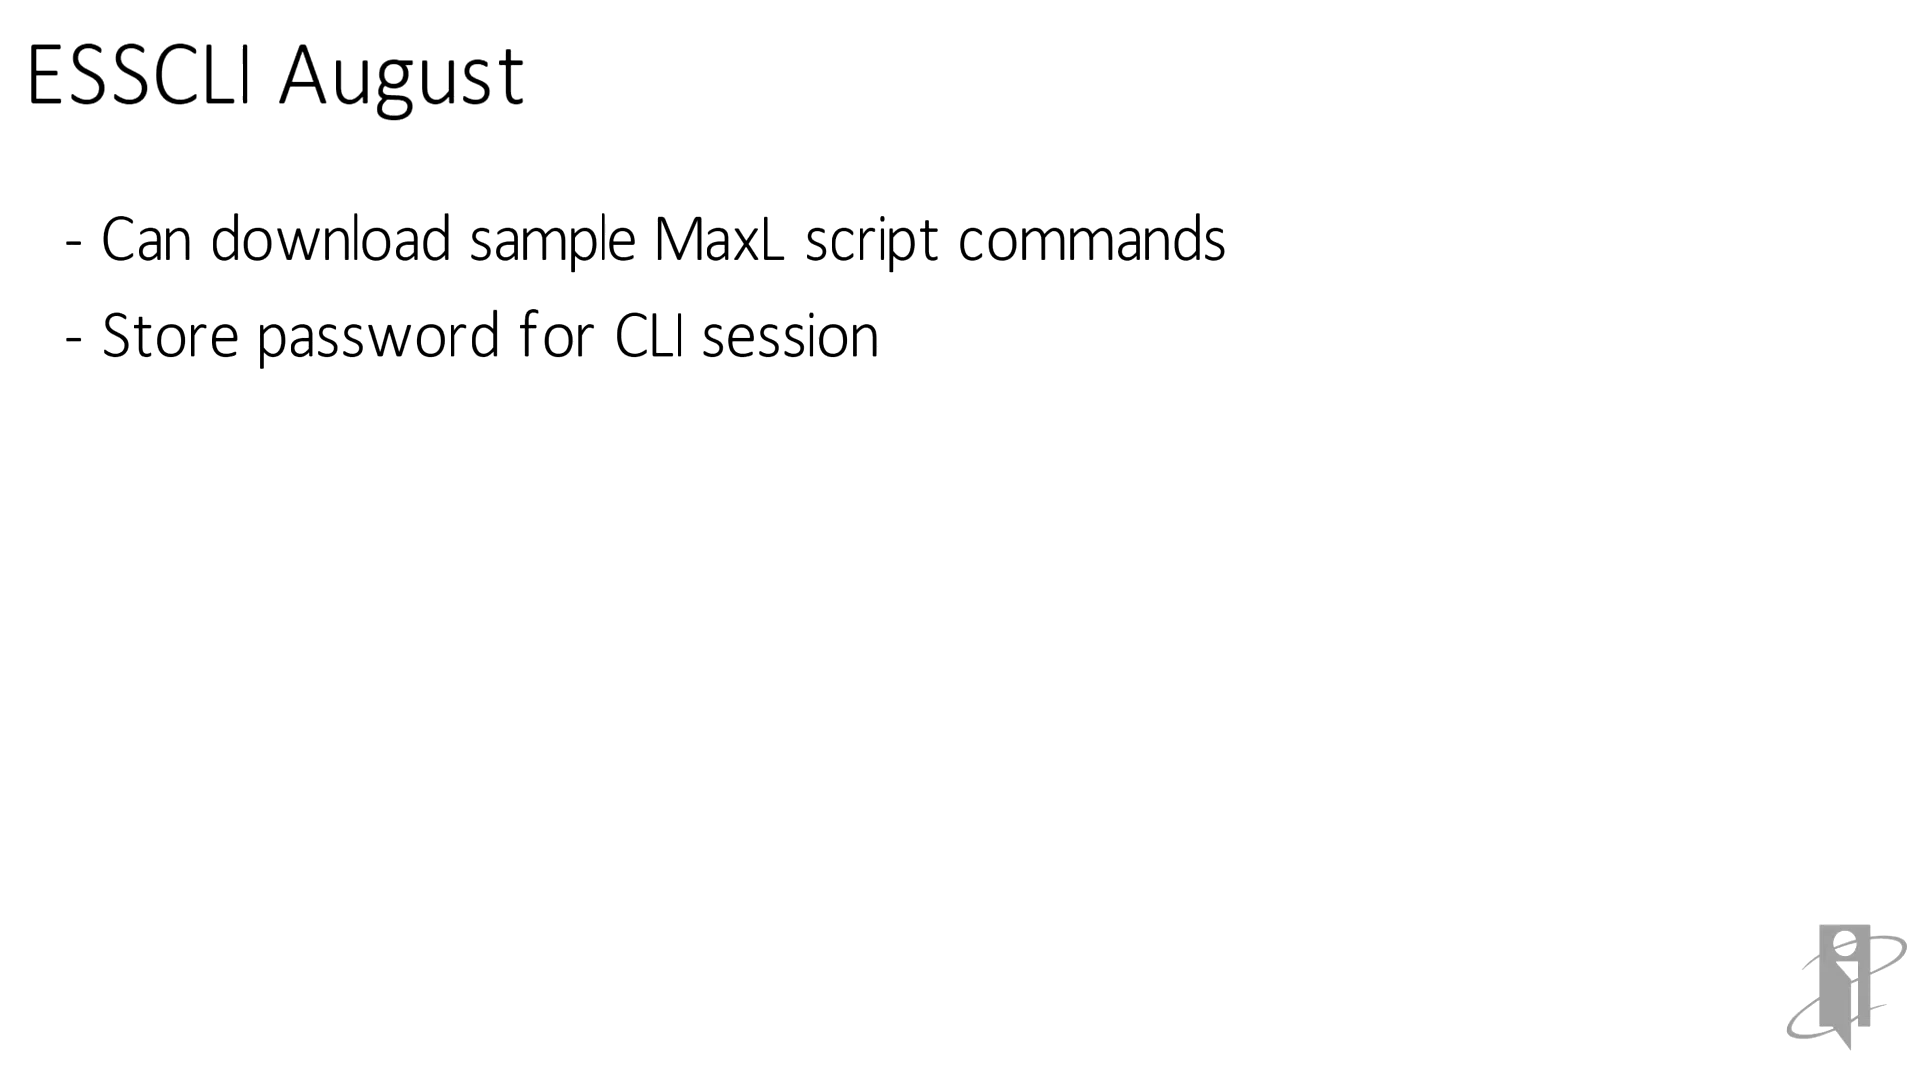 ESSCLI August
- Can download sample MaxL script commands
- Store password for CLI session